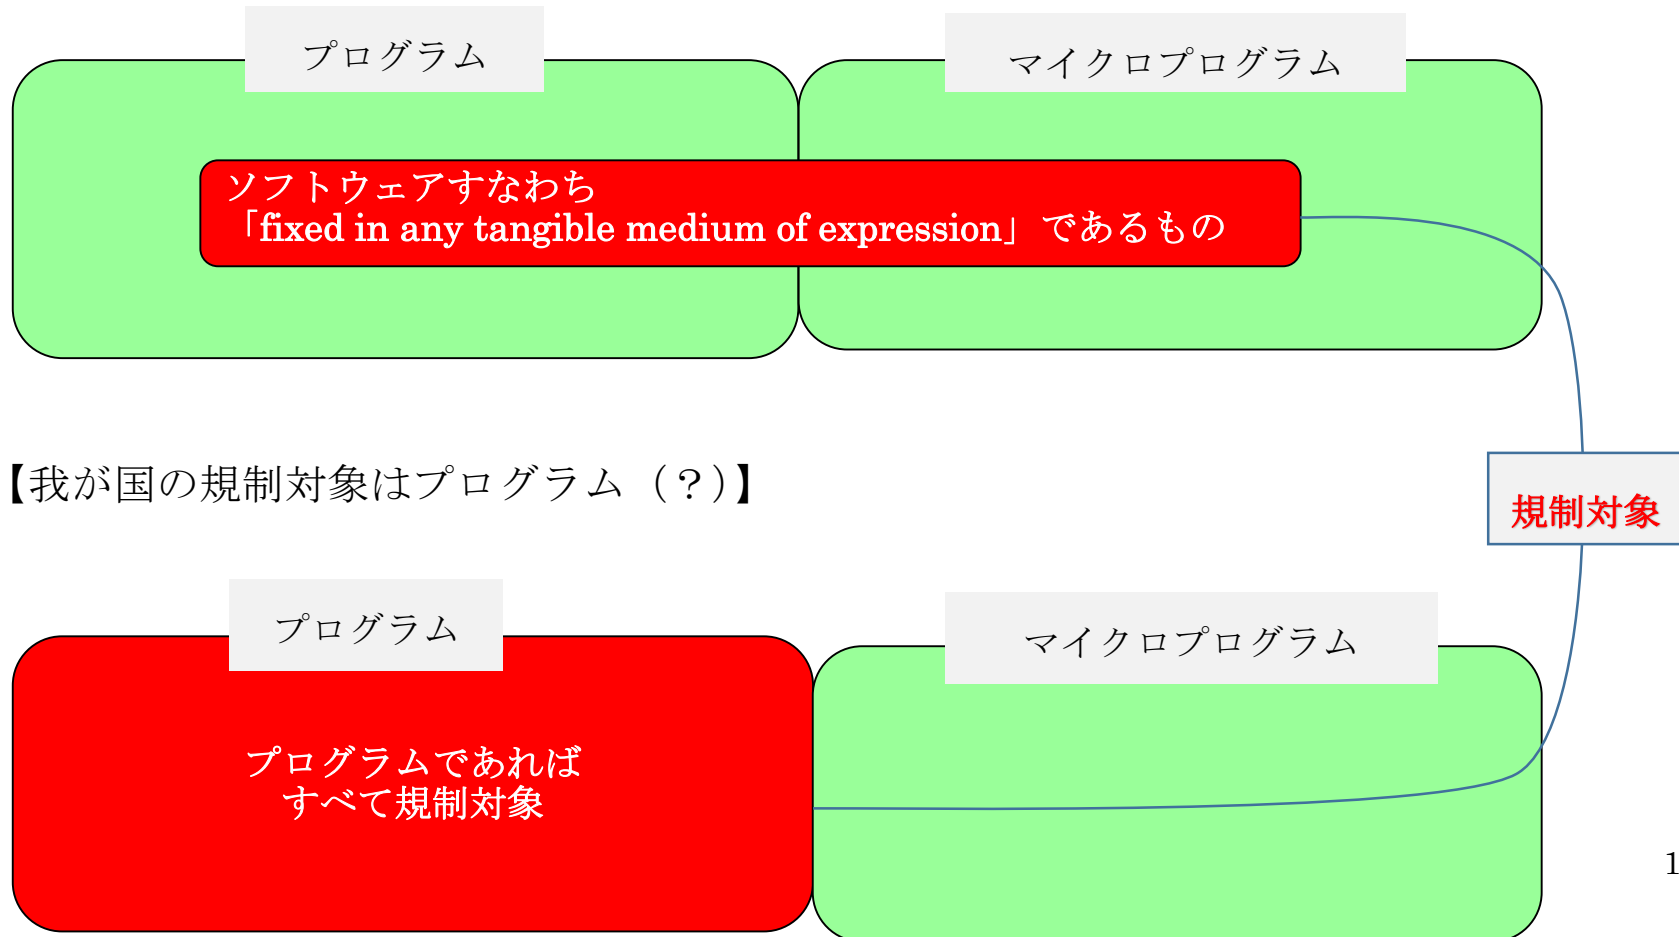 プログラム
マイクロプログラム
ソフトウェアすなわち
「fixed in any tangible medium of expression」であるもの
【我が国の規制対象はプログラム（？）】
規制対象
プログラム
マイクロプログラム
プログラムであれば
すべて規制対象
1